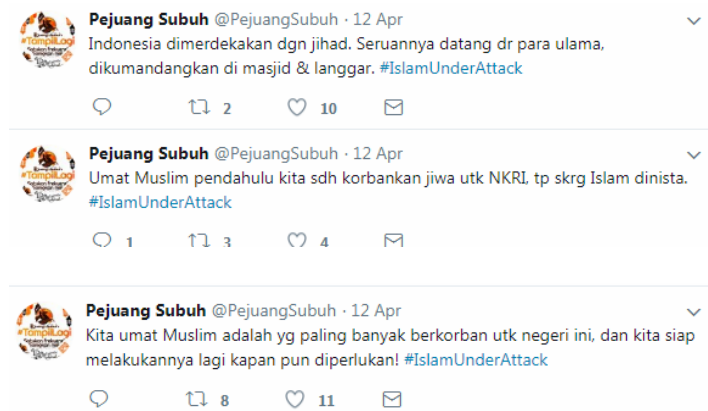 Pejuang Subuh @PejuangSubuh · 12 Apr
Indonesia dimerdekakan dgn jihad. Seruannya datang dr para ulama,
dikumandangkan di masjid & langgar. #IslamUnderAttack
2 10
Pejuang Subuh @PejuangSubuh · 12 Apr
Umat Muslim pendahulu kita sdh korbankan jiwa utk NKRI, tp skrg Islam dinista.
#IslamUnderAttack
1 3 4
Pejuang Subuh @PejuangSubuh · 12 Apr
Kita umat Muslim adalah yg paling banyak berkorban utk negeri ini, dan kita siap
melakukannya lagi kapan pun diperlukan! #IslamUnderAttack
8 11